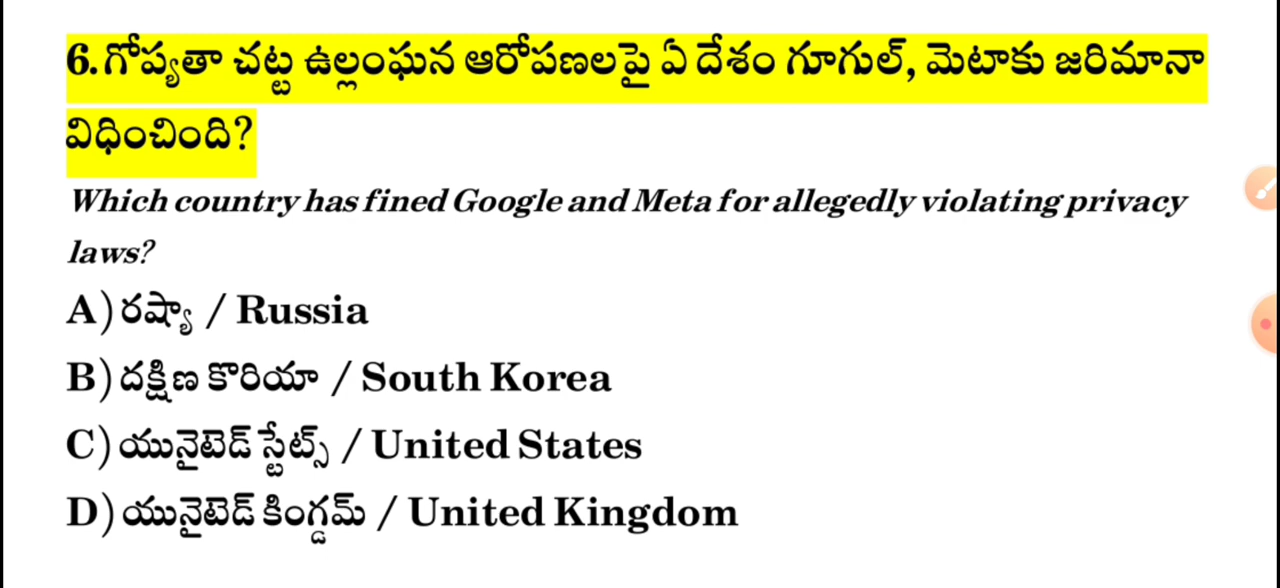 6.గోప్యతా చట్ట ఉల్లంఘన ఆరోపణలపై ఏ దేశం గూగుల్, మెటాకు జరిమానా
విధించింది?
Which country has fined Google and Meta for allegedly violating privacy
laws?
A)రష్యా / Russia
B)దక్షిణ కొరియా / South Korea
C)యునైటెడ్ స్టేట్స్ / United States
D)యునైటెడ్ కింగ్డమ్ / United Kingdom